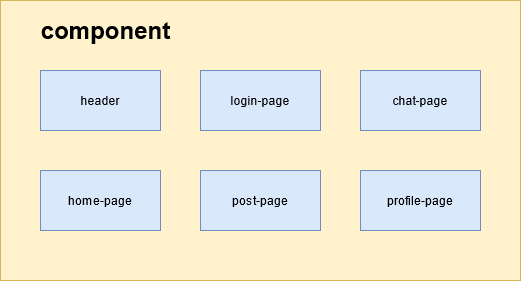 component
header
login-page
chat-page
home-page
post-page
profile-page